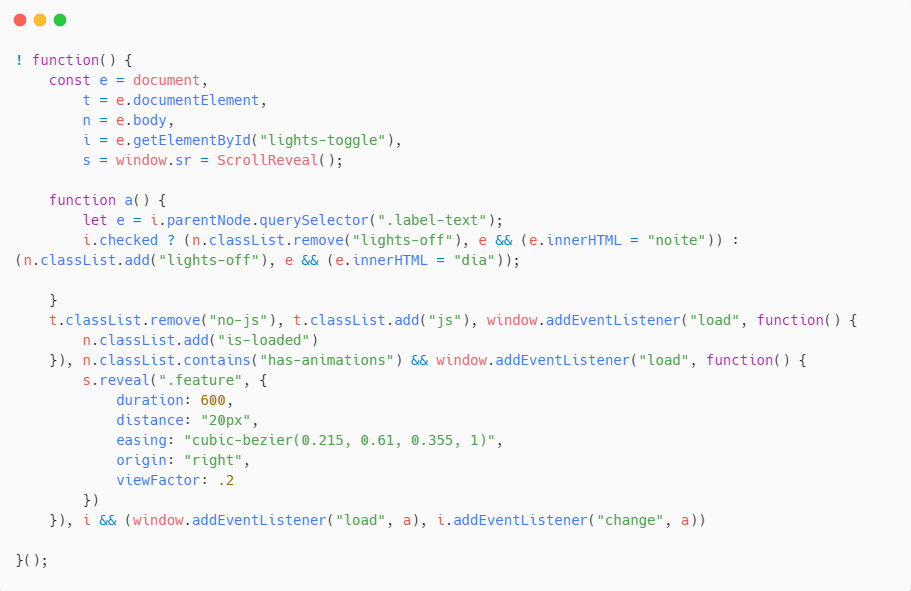 ! function() {
    const e = document,
        t = e.documentElement,
        n = e.body,
        i = e.getElementById("lights-toggle"),
        s = window.sr = ScrollReveal();

    function a() {
        let e = i.parentNode.querySelector(".label-text");
        i.checked ? (n.classList.remove("lights-off"), e && (e.innerHTML = "noite")) :
(n.classList.add("lights-off"), e && (e.innerHTML = "dia"));

    }
    t.classList.remove("no-js"), t.classList.add("js"), window.addEventListener("load", function() {
        n.classList.add("is-loaded")
    }), n.classList.contains("has-animations") && window.addEventListener("load", function() {
        s.reveal(".feature", {
            duration: 600,
            distance: "20px",
            easing: "cubic-bezier(0.215, 0.61, 0.355, 1)",
            origin: "right",
            viewFactor: .2
        })
    }), i && (window.addEventListener("load", a), i.addEventListener("change", a))

}();